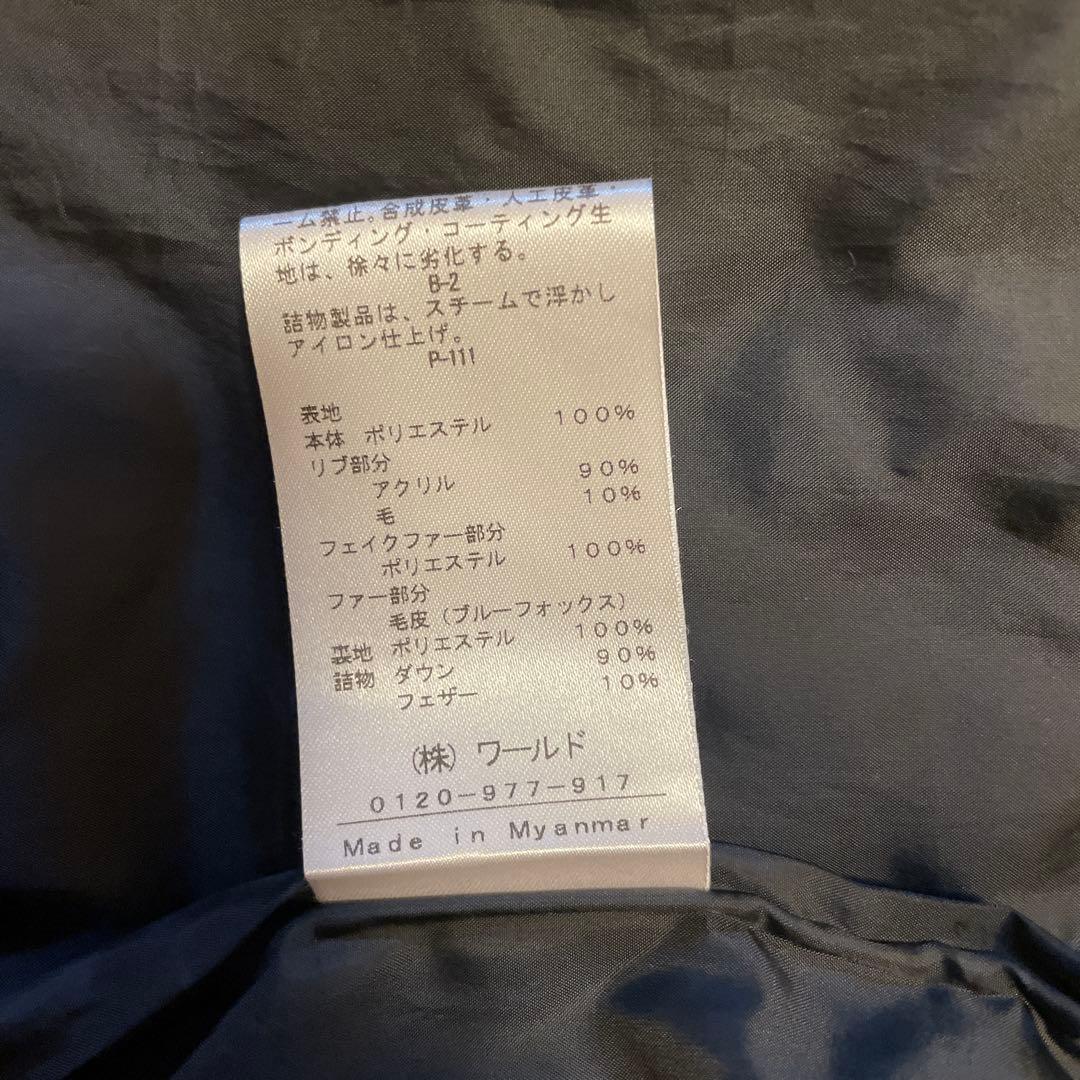 ーム禁止。合成皮革・人工皮革・
ボンディング・コーティング生
地は、徐々に劣化する。
B-2
詰物製品は、スチームで浮かし
アイロン仕上げ。
P-111
表地
本体 ポリエステル 100%
リブ部分
アクリル 90%
毛 10%
フェイクファー部分
ポリエステル 100%
ファー部分
毛皮(ブルーフォックス)
裏地 ポリエステル 100%
詰物 ダウン 90%
フェザー 10%
(株)ワールド
0120-977-917
Made in Myanmar